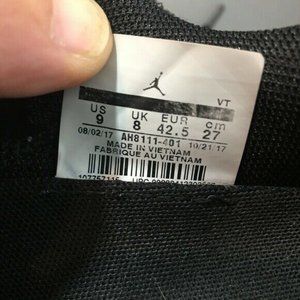 VT
US UK EUR cm
9 8 42.5 27
08/02/17 AH8111-401 10/21/17
MADE IN VIETNAM
FABRIQUE AU VIETNAM